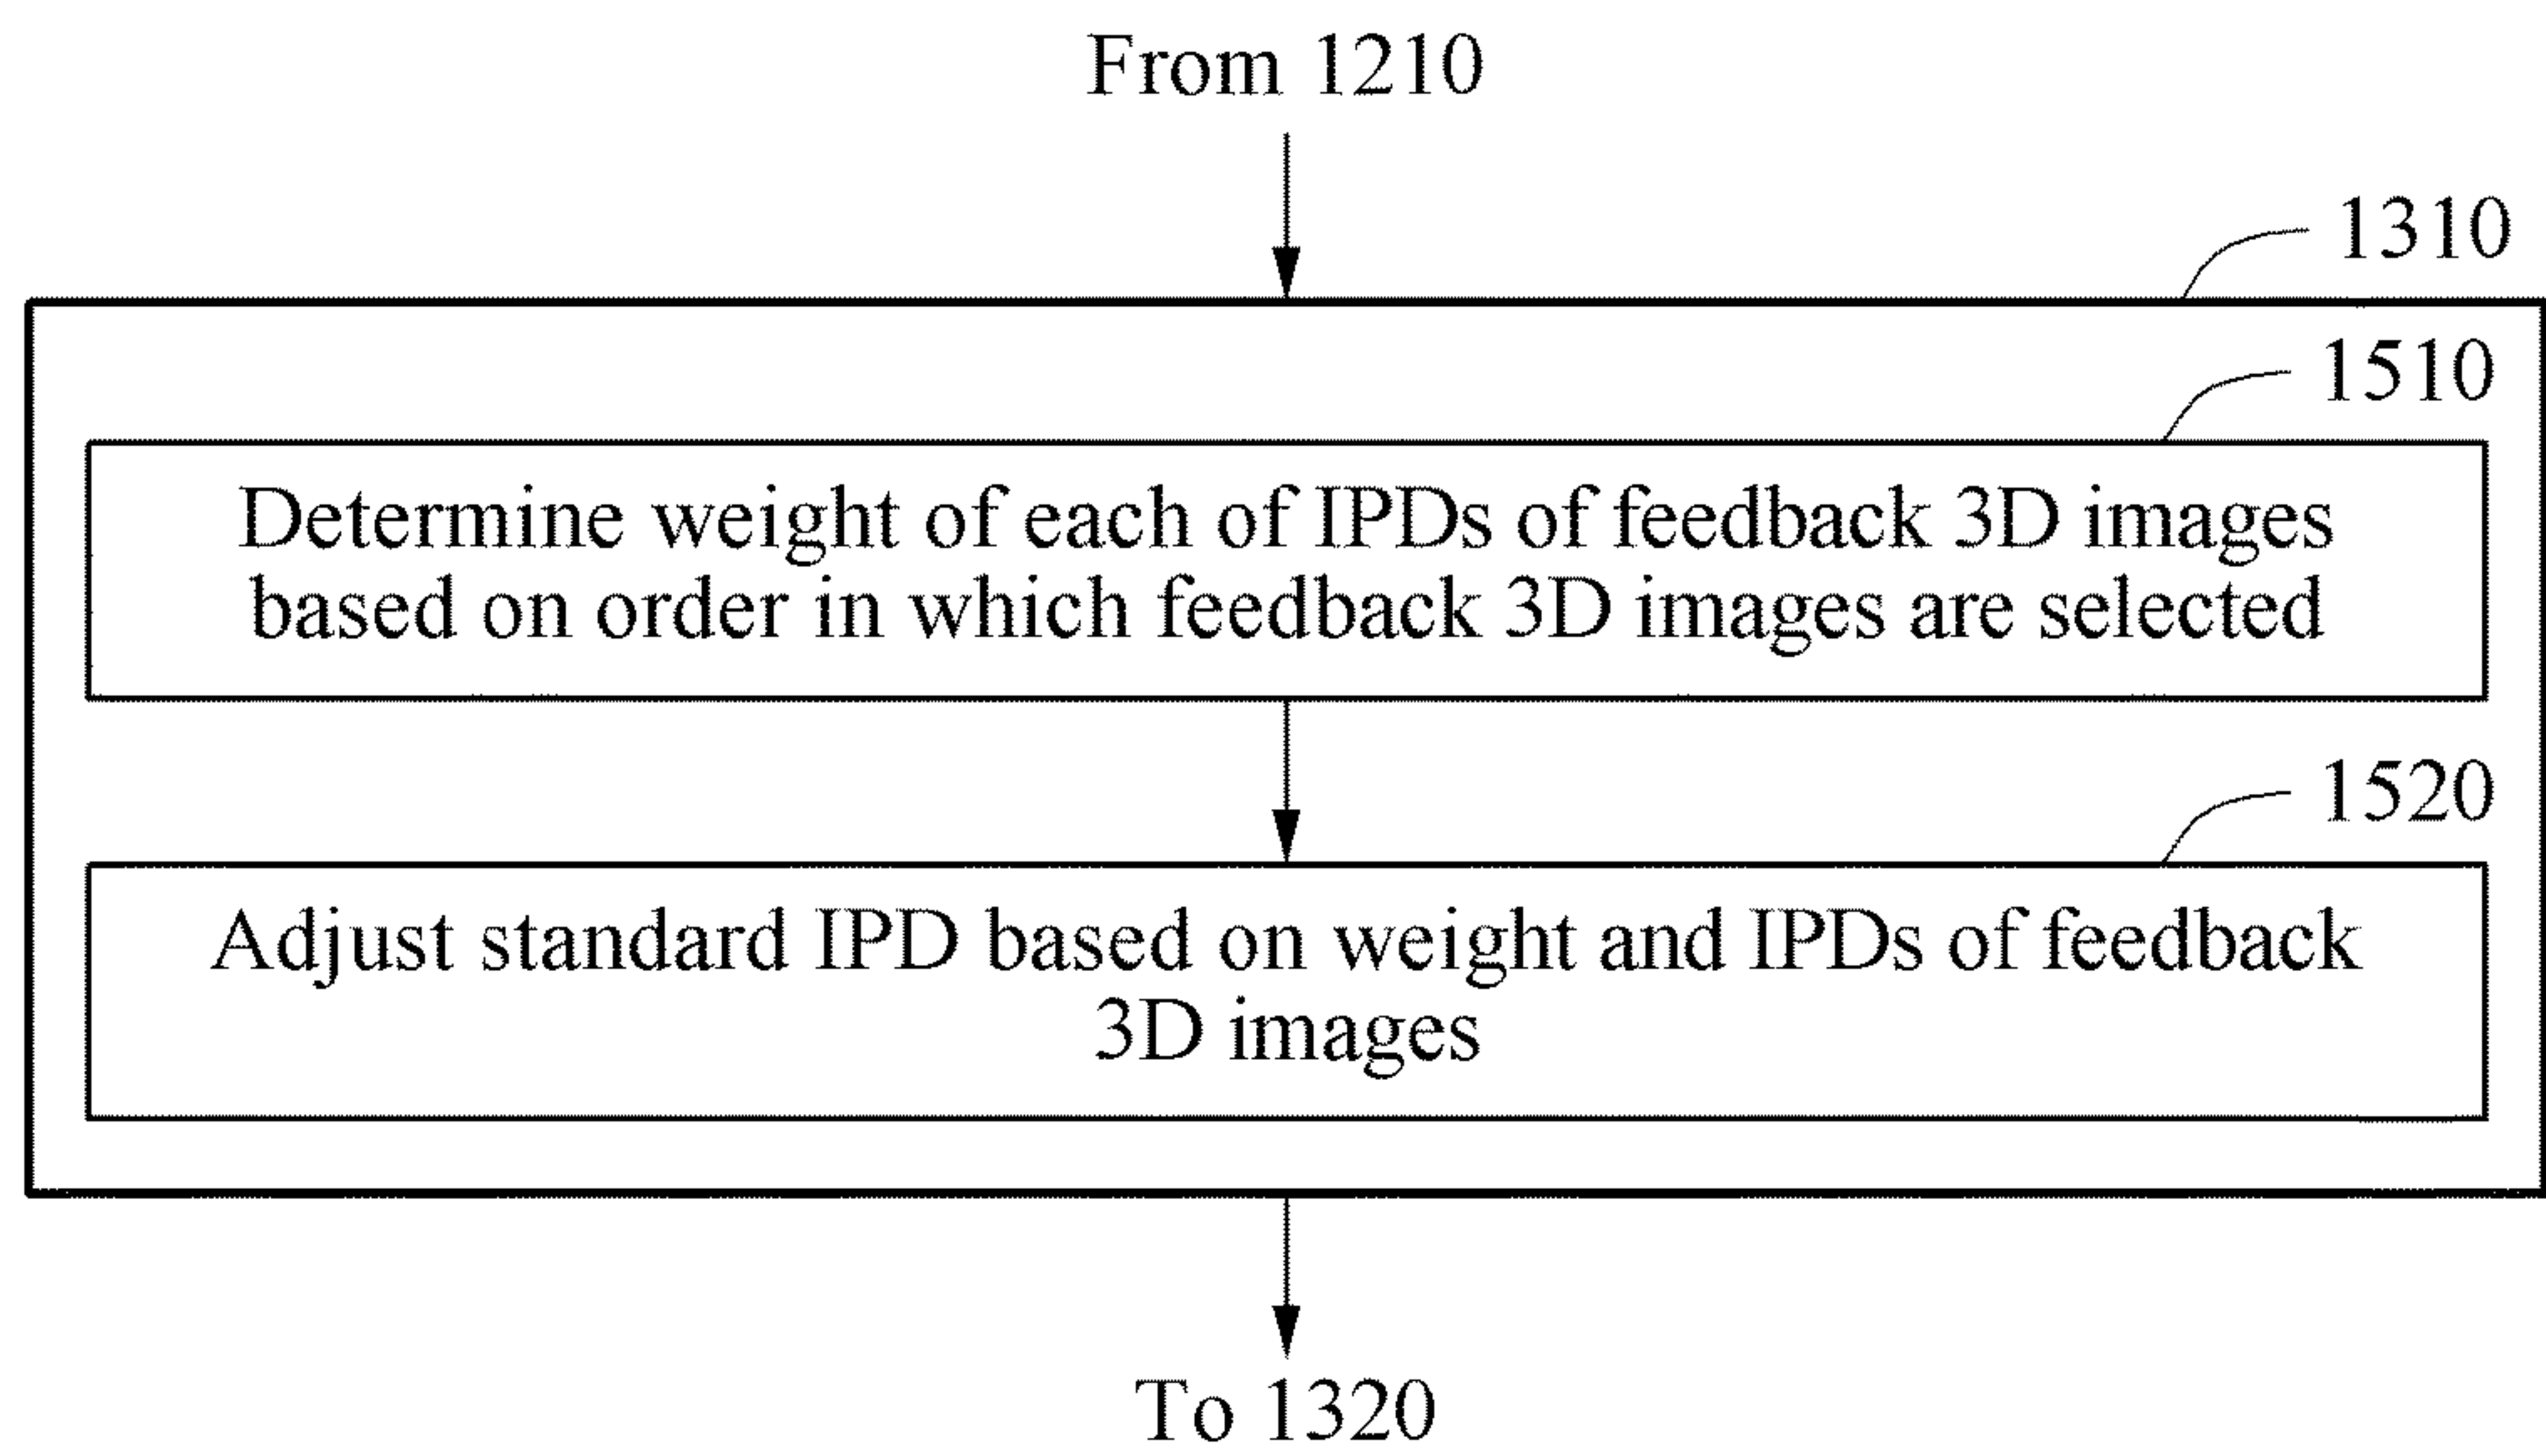 From 1210
1310
1510
Determine weight of each of IPDs of feedback 3D images
based on order in which feedback 3D images are selected
1520
Adjust standard IPD based on weight and IPDs of feedback
3D images
To 1320